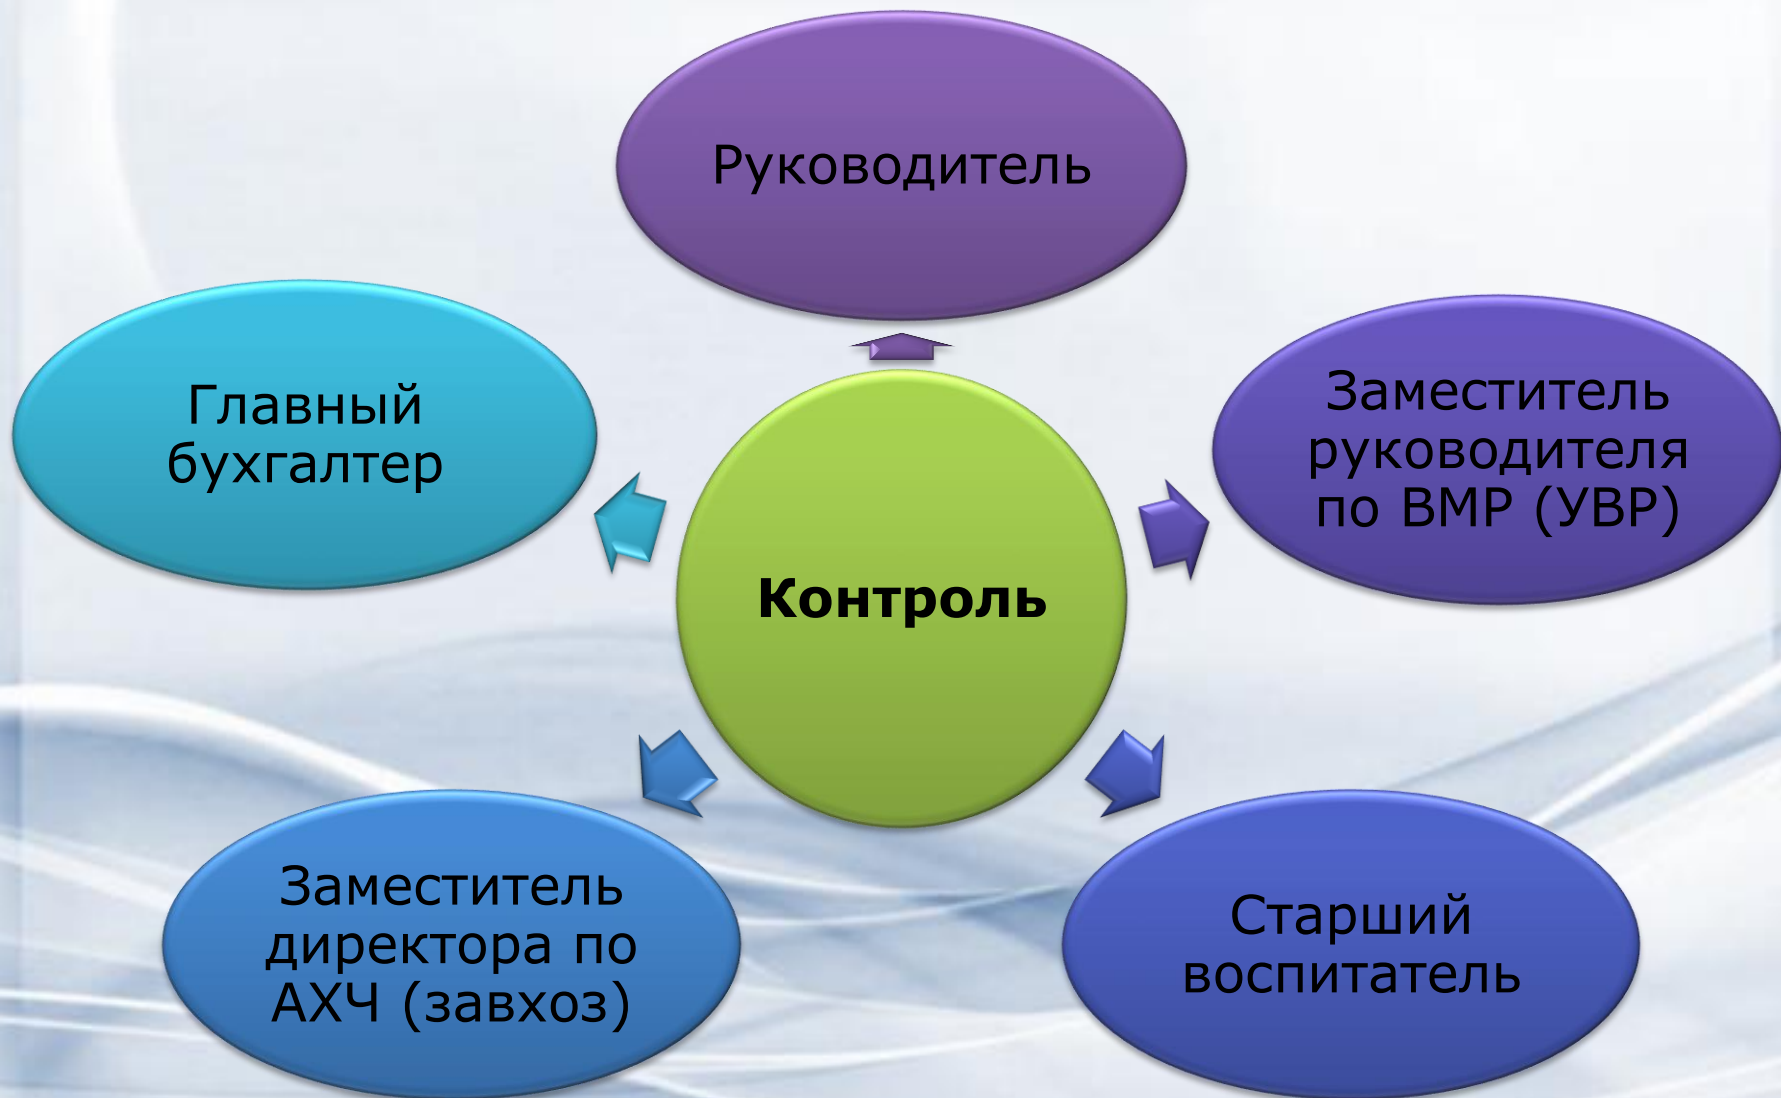 Руководитель
Главный
бухгалтер
Заместитель
руководителя
по ВМР (УВР)
Контроль
Заместитель
директора по
АХЧ (завхоз)
Старший
воспитатель